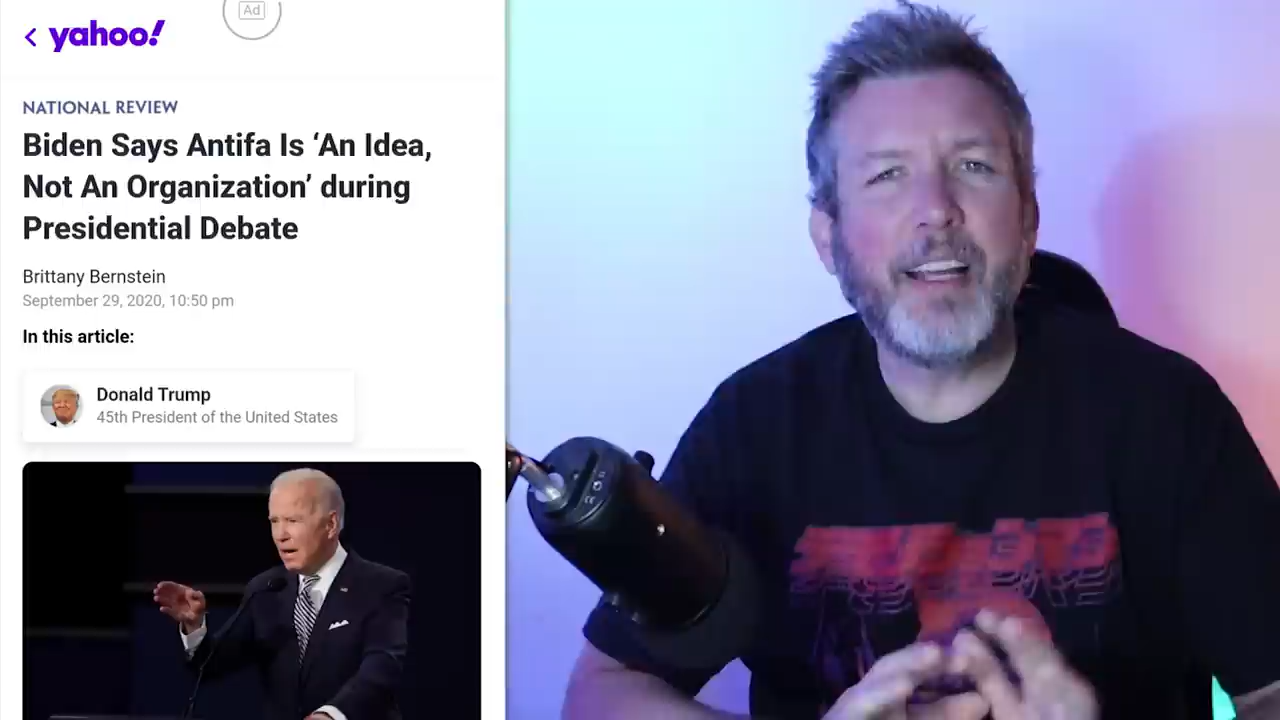 Ad
yahoo!
NATIONAL REVIEW
Biden Says Antifa Is ‘An Idea,
Not An Organization’ during
Presidential Debate
Brittany Bernstein
September 29, 2020, 10:50 pm
In this article:
Donald Trump
45th President of the United States